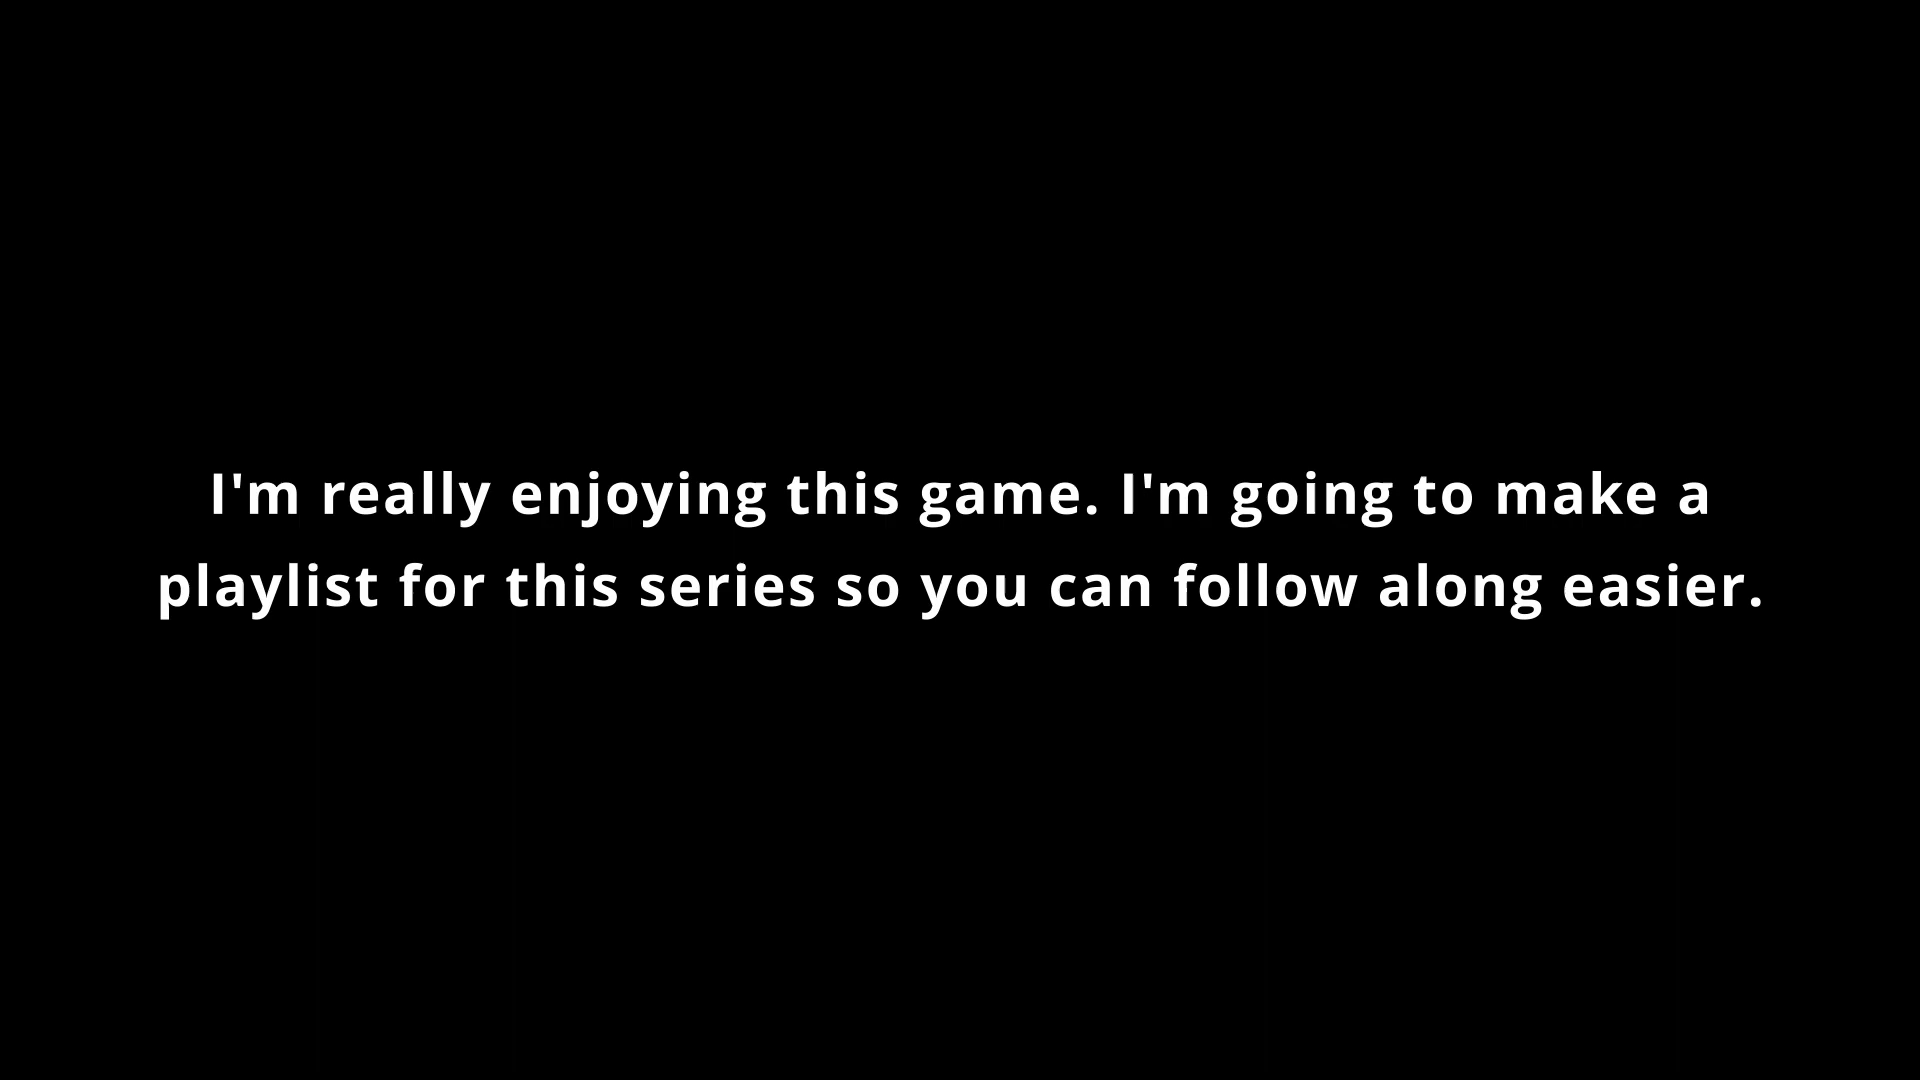 I'm really enjoying this game. I'm going to make a
playlist for this series so you can follow along easier.